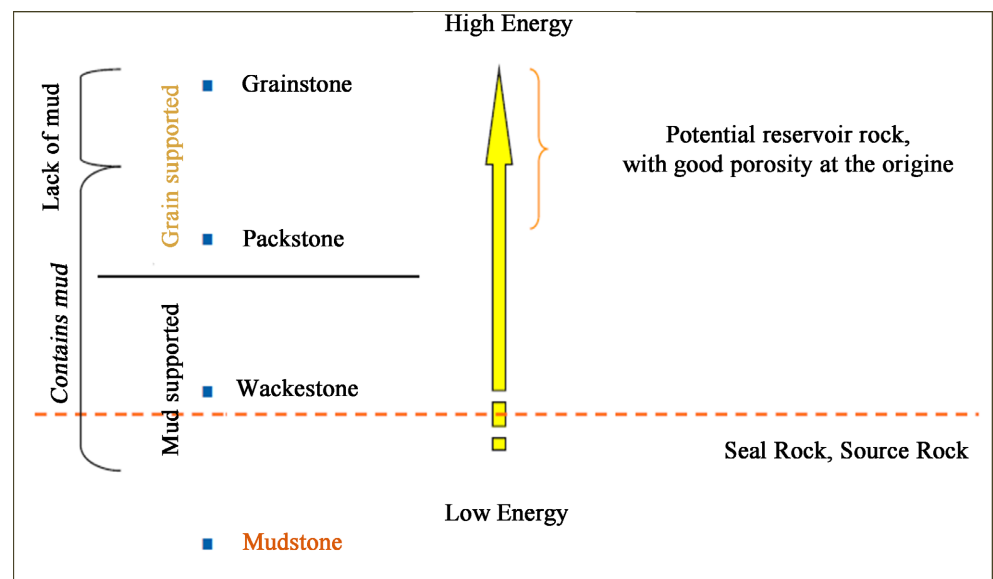 High Energy
Lack of mud
Contains mud
Grain supported
Mud supported
Grainstone
Packstone
Wackestone
Mudstone
Potential reservoir rock,
with good porosity at the origine
Seal Rock, Source Rock
Low Energy